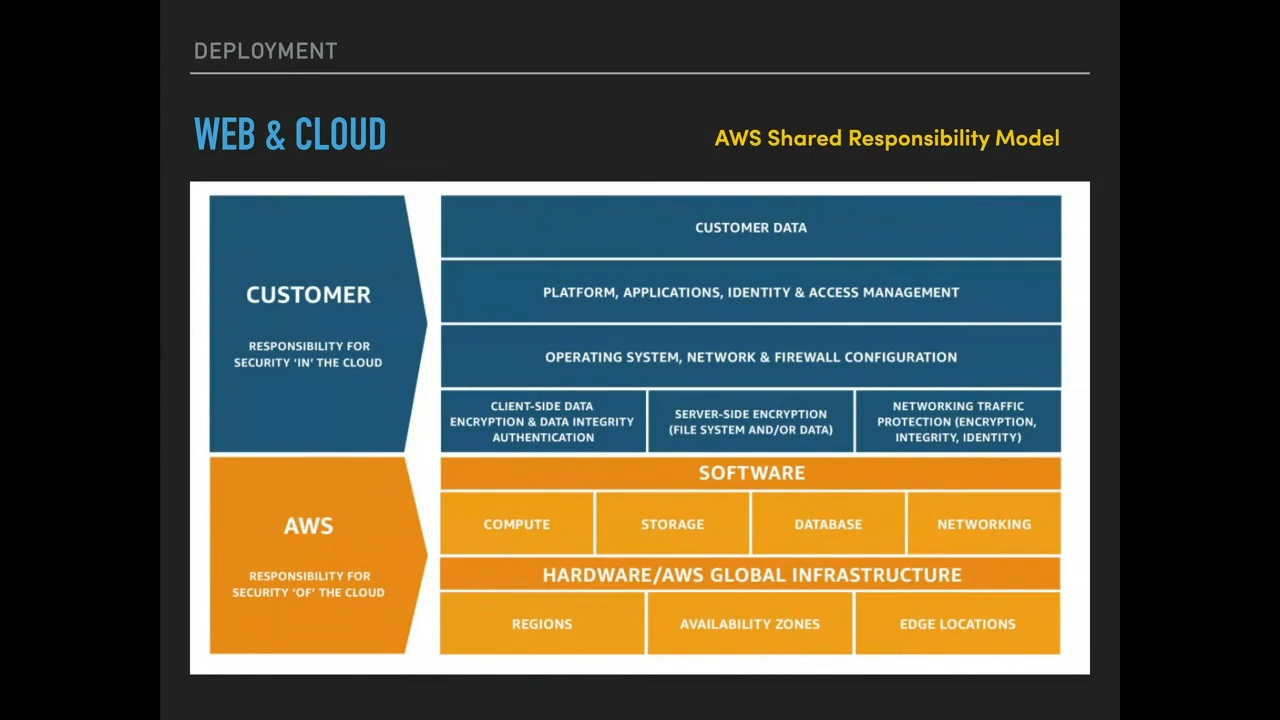 DEPLOYMENT
WEB & CLOUD
AWS Shared Responsibility Model
CUSTOMER
RESPONSIBILITY FOR
SECURITY ‘IN’ THE CLOUD
CUSTOMER DATA
PLATFORM, APPLICATIONS, IDENTITY & ACCESS MANAGEMENT
OPERATING SYSTEM, NETWORK & FIREWALL CONFIGURATION
CLIENT-SIDE DATA
ENCRYPTION & DATA INTEGRITY
AUTHENTICATION
SERVER-SIDE ENCRYPTION
(FILE SYSTEM AND/OR DATA)
NETWORKING TRAFFIC
PROTECTION (ENCRYPTION,
INTEGRITY, IDENTITY)
AWS
RESPONSIBILITY FOR
SECURITY ‘OF’ THE CLOUD
SOFTWARE
COMPUTE
STORAGE
DATABASE
NETWORKING
HARDWARE/AWS GLOBAL INFRASTRUCTURE
REGIONS
AVAILABILITY ZONES
EDGE LOCATIONS